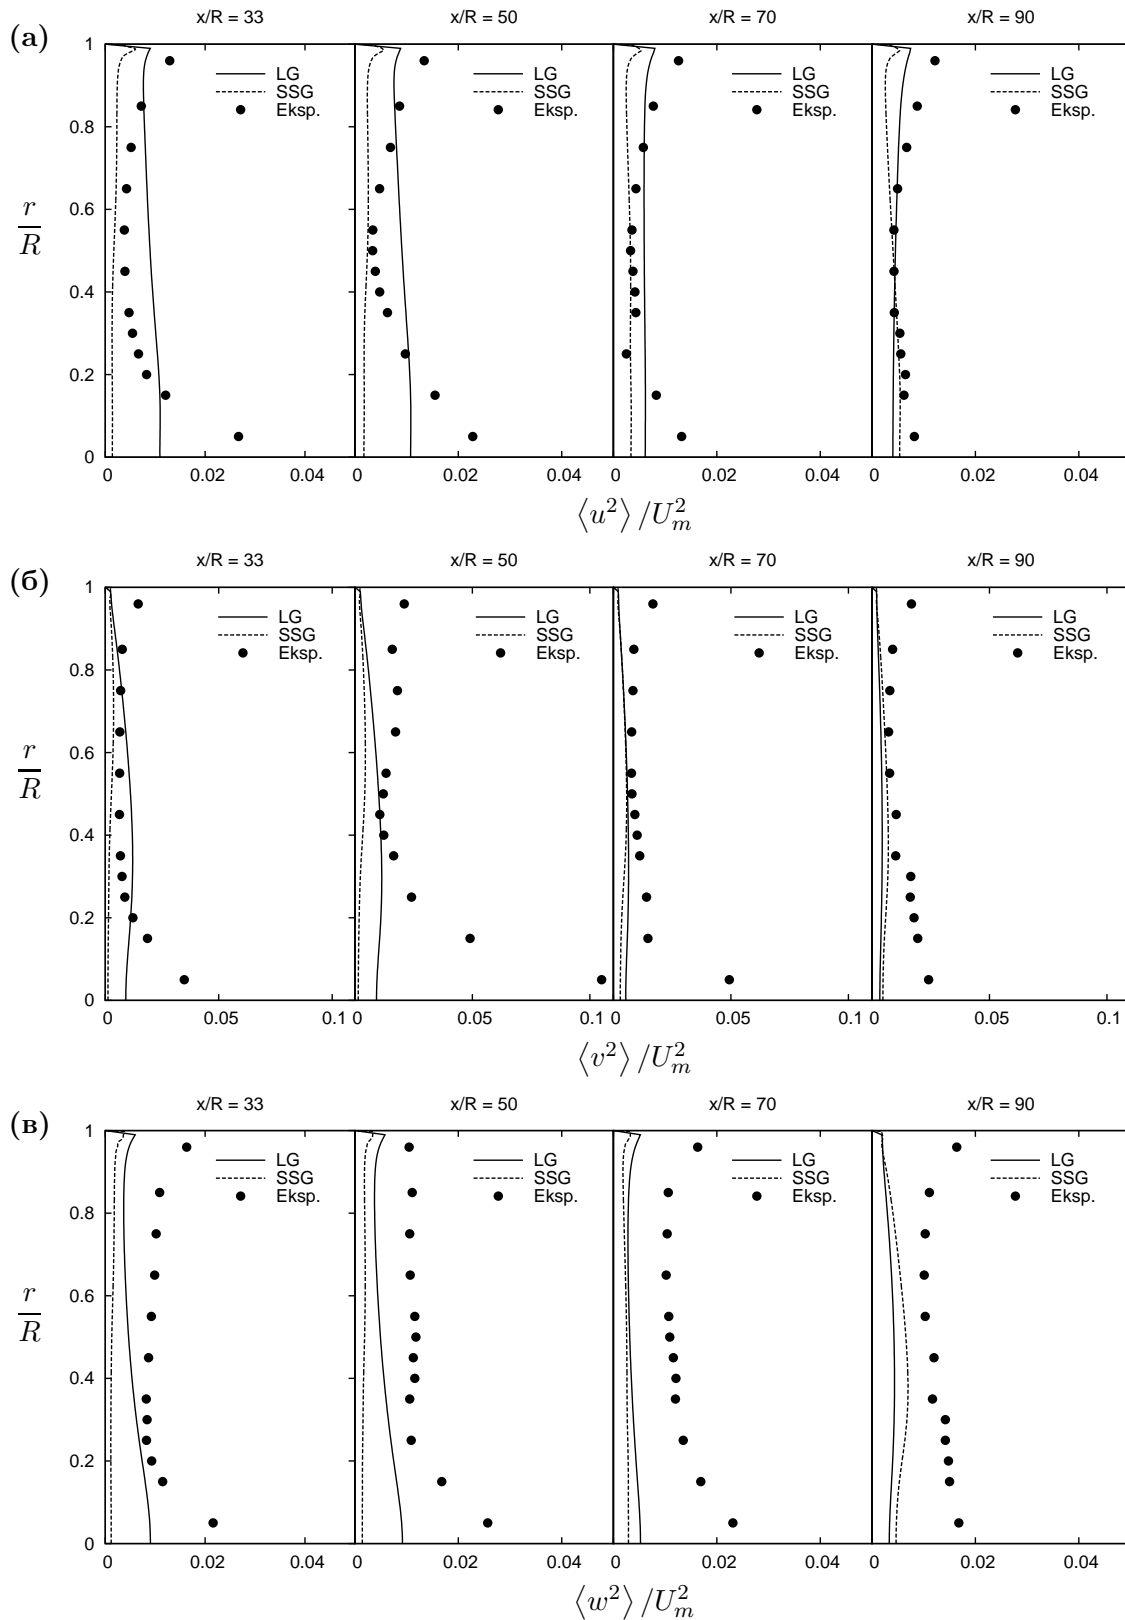 (а)
x/R = 33 x/R = 50 x/R = 70 x/R = 90
LG LG LG LG
SSG SSG SSG SSG
Eksp. Eksp. Eksp. Eksp.
1
0.8
0.6
0.4
0.2
0
r/R
0 0.02 0.04 0 0.02 0.04 0 0.02 0.04 0 0.02 0.04
⟨u²⟩/U²ₘ
(б)
x/R = 33 x/R = 50 x/R = 70 x/R = 90
LG LG LG LG
SSG SSG SSG SSG
Eksp. Eksp. Eksp. Eksp.
1
0.8
0.6
0.4
0.2
0
r/R
0 0.05 0.1 0 0.05 0.1 0 0.05 0.1 0 0.05 0.1
⟨v²⟩/U²ₘ
(в)
x/R = 33 x/R = 50 x/R = 70 x/R = 90
LG LG LG LG
SSG SSG SSG SSG
Eksp. Eksp. Eksp. Eksp.
1
0.8
0.6
0.4
0.2
0
r/R
0 0.02 0.04 0 0.02 0.04 0 0.02 0.04 0 0.02 0.04
⟨w²⟩/U²ₘ